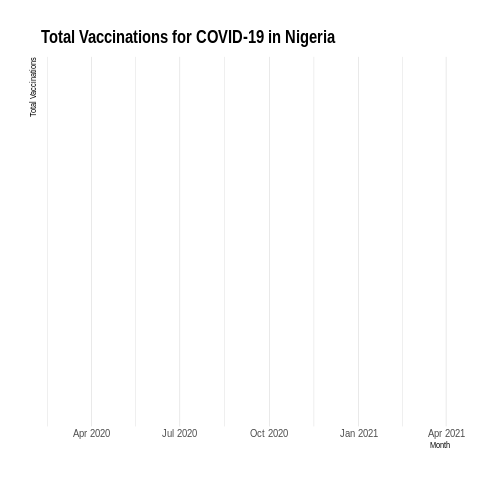 Total Vaccinations for COVID-19 in Nigeria
Total Vaccinations
Apr 2020 Jul 2020 Oct 2020 Jan 2021 Apr 2021
Month